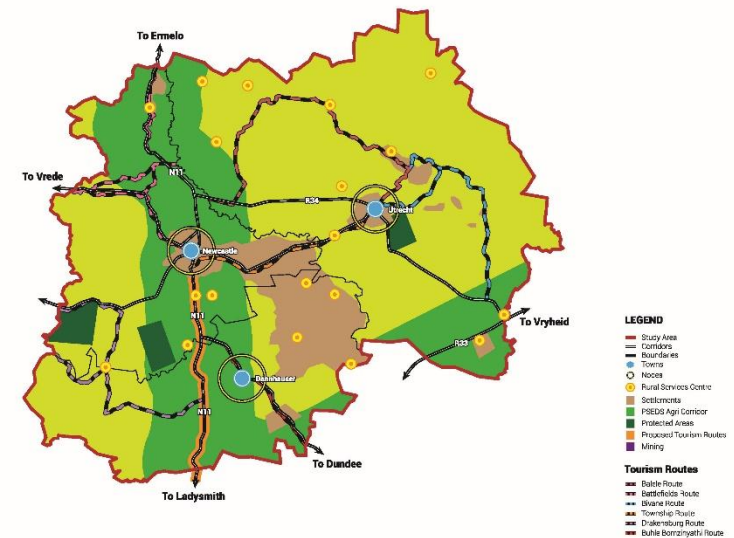 To Ermelo
To Vrede
N11
R34
Utrecht
Newcastle
N11
To Vryheid
R33
Dannhauser
N11
To Dundee
To Ladysmith
LEGEND
Study Area
Corridors
Boundaries
Towns
Nodes
Rural Services Centre
Settlements
PSEDS Agri Corridor
Protected Areas
Proposed Tourism Routes
Mining
Tourism Routes
Balele Route
Battlefields Route
Bivane Route
Township Route
Drakensburg Route
Buhle Bomzinyathi Route